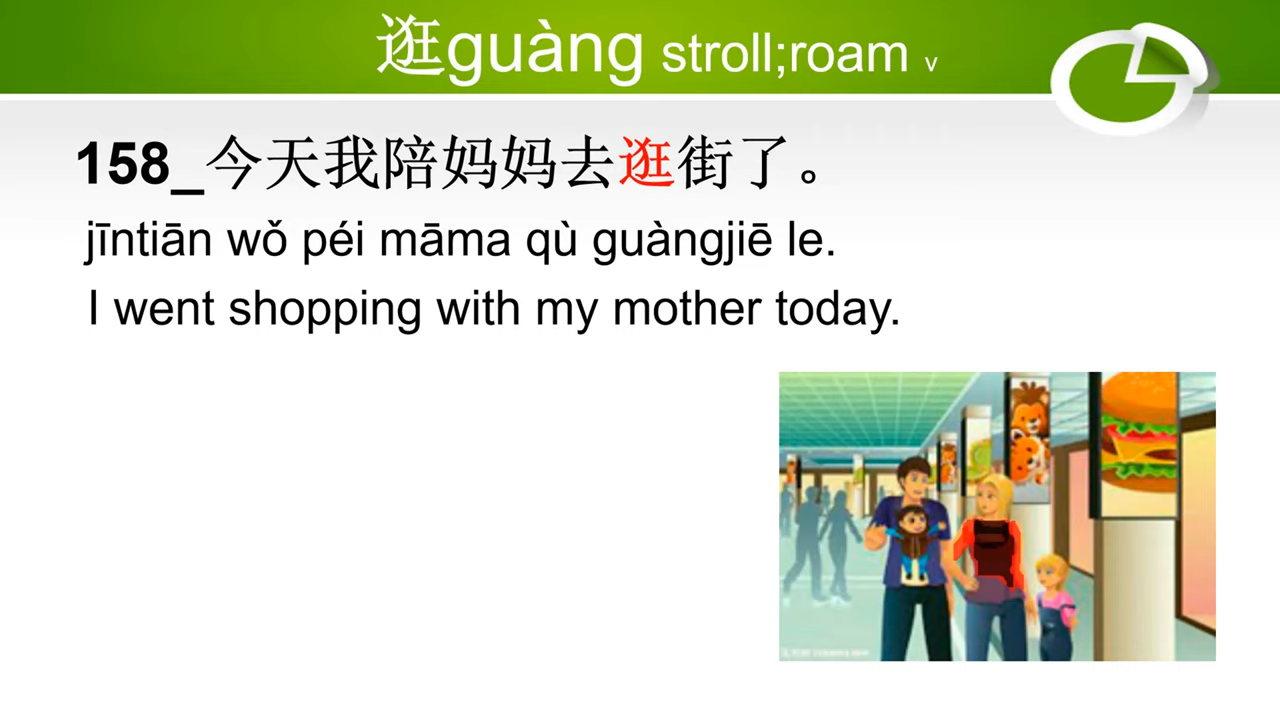 逛guàng stroll;roam v
158_今天我陪妈妈去逛街了。
jīntiān wǒ péi māma qù guàngjiē le.
I went shopping with my mother today.